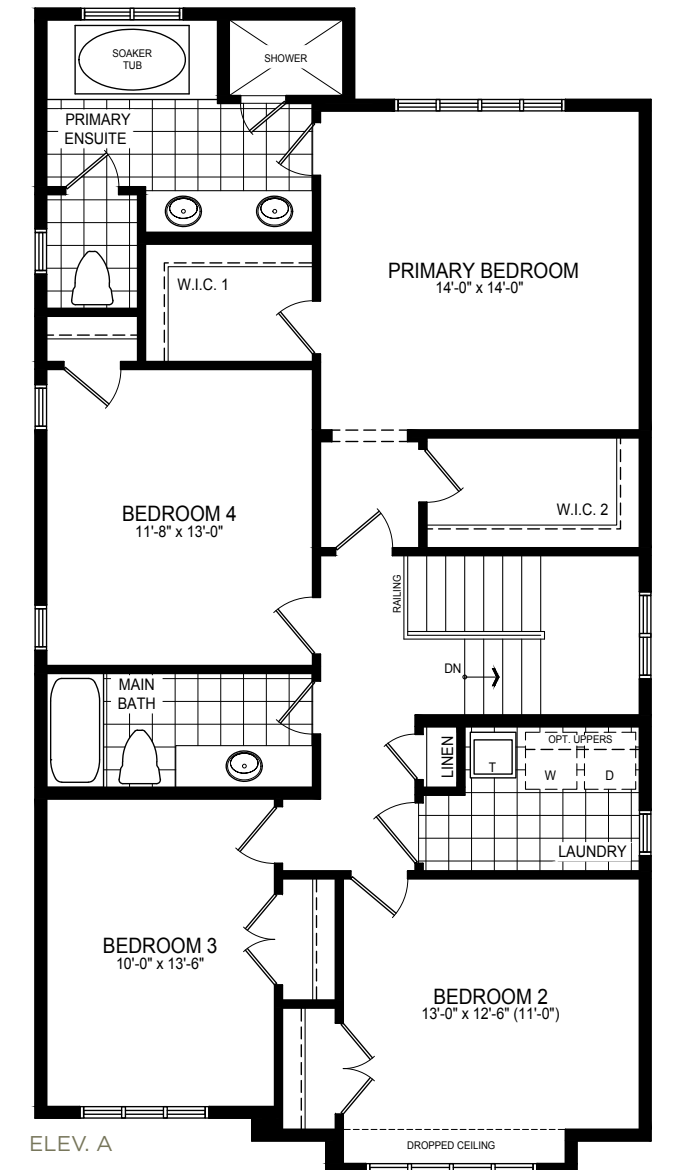 SOAKER
TUB
SHOWER
PRIMARY
ENSUITE
W.I.C. 1
PRIMARY BEDROOM
14'-0" x 14'-0"
BEDROOM 4
11'-8" x 13'-0"
W.I.C. 2
RAILING
DN
MAIN
BATH
LINEN
OPT. UPPERS
T
W
D
LAUNDRY
BEDROOM 3
10'-0" x 13'-6"
BEDROOM 2
13'-0" x 12'-6" (11'-0")
DROPPED CEILING
ELEV. A